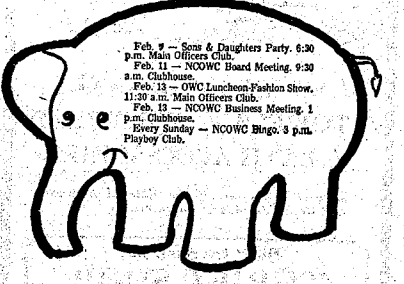 Feb. 9 — Sons & Daughters Party. 6:30
p.m. Main Officers Club.
Feb. 11 — NCOWC Board Meeting. 9:30
a.m. Clubhouse.
Feb. 13 — OWC Luncheon-Fashion Show.
11:30 a.m. Main Officers Club.
Feb. 13 — NCOWC Business Meeting. 1
p.m. Clubhouse.
Every Sunday — NCOWC Bingo. 3 p.m.
Playboy Club.